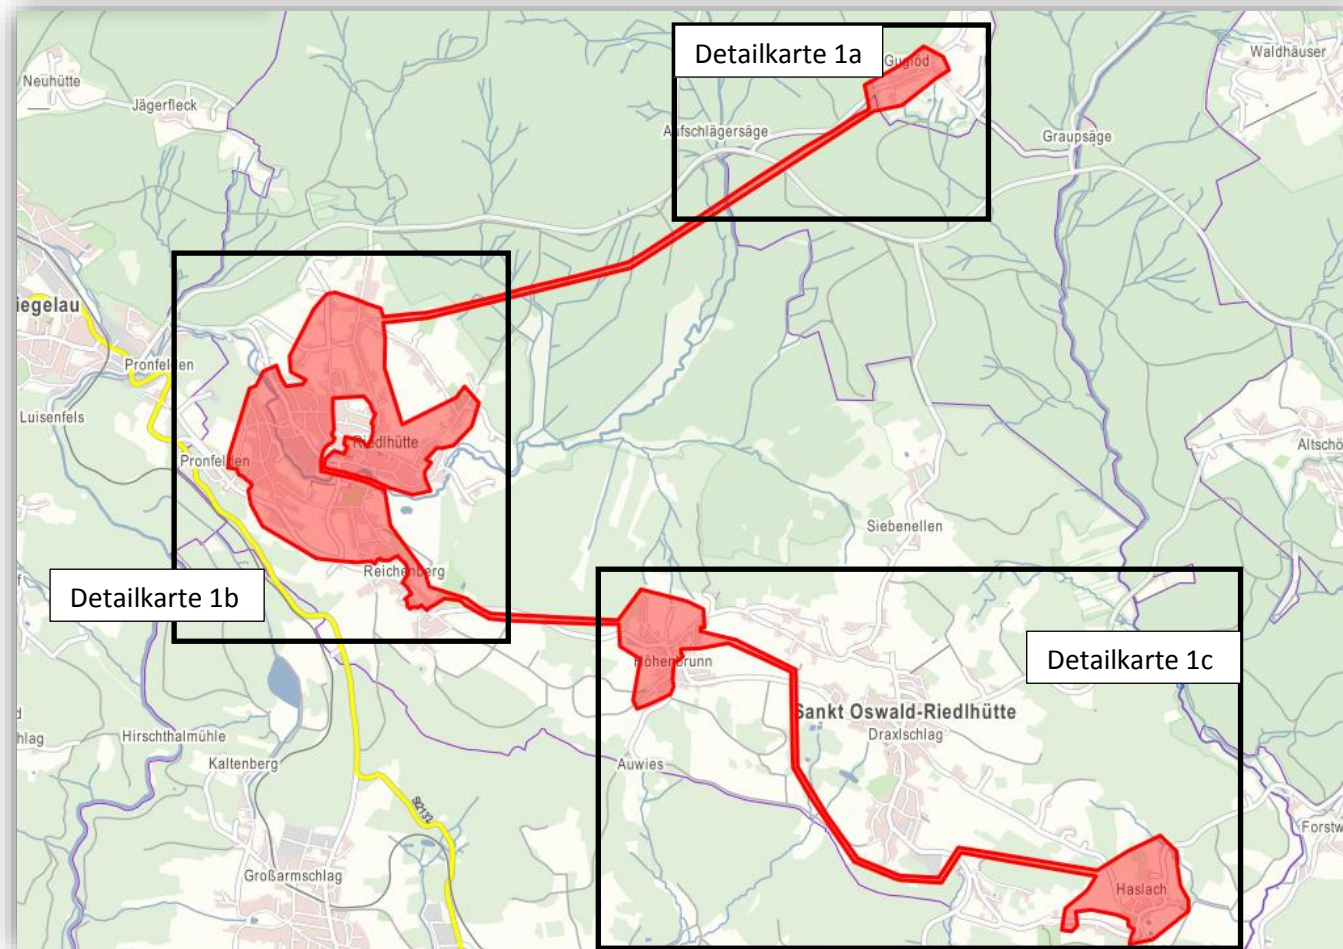 Detailkarte 1a
Guglöd
Waldhäuser
Neuhütte
Jägerfleck
Aufschlägersäge
Graupsäge
iegelau
Pronfelden
Luisenfels
Riedlhütte
Altschö
Pronfelden
Siebenellen
Reichenberg
Detailkarte 1b
Höhenbrunn
Detailkarte 1c
Sankt Oswald-Riedlhütte
Draxlschlag
hlag
Hirschthalmühle
Kaltenberg
Auwies
St2132
Forstw
Großarmschlag
Haslach